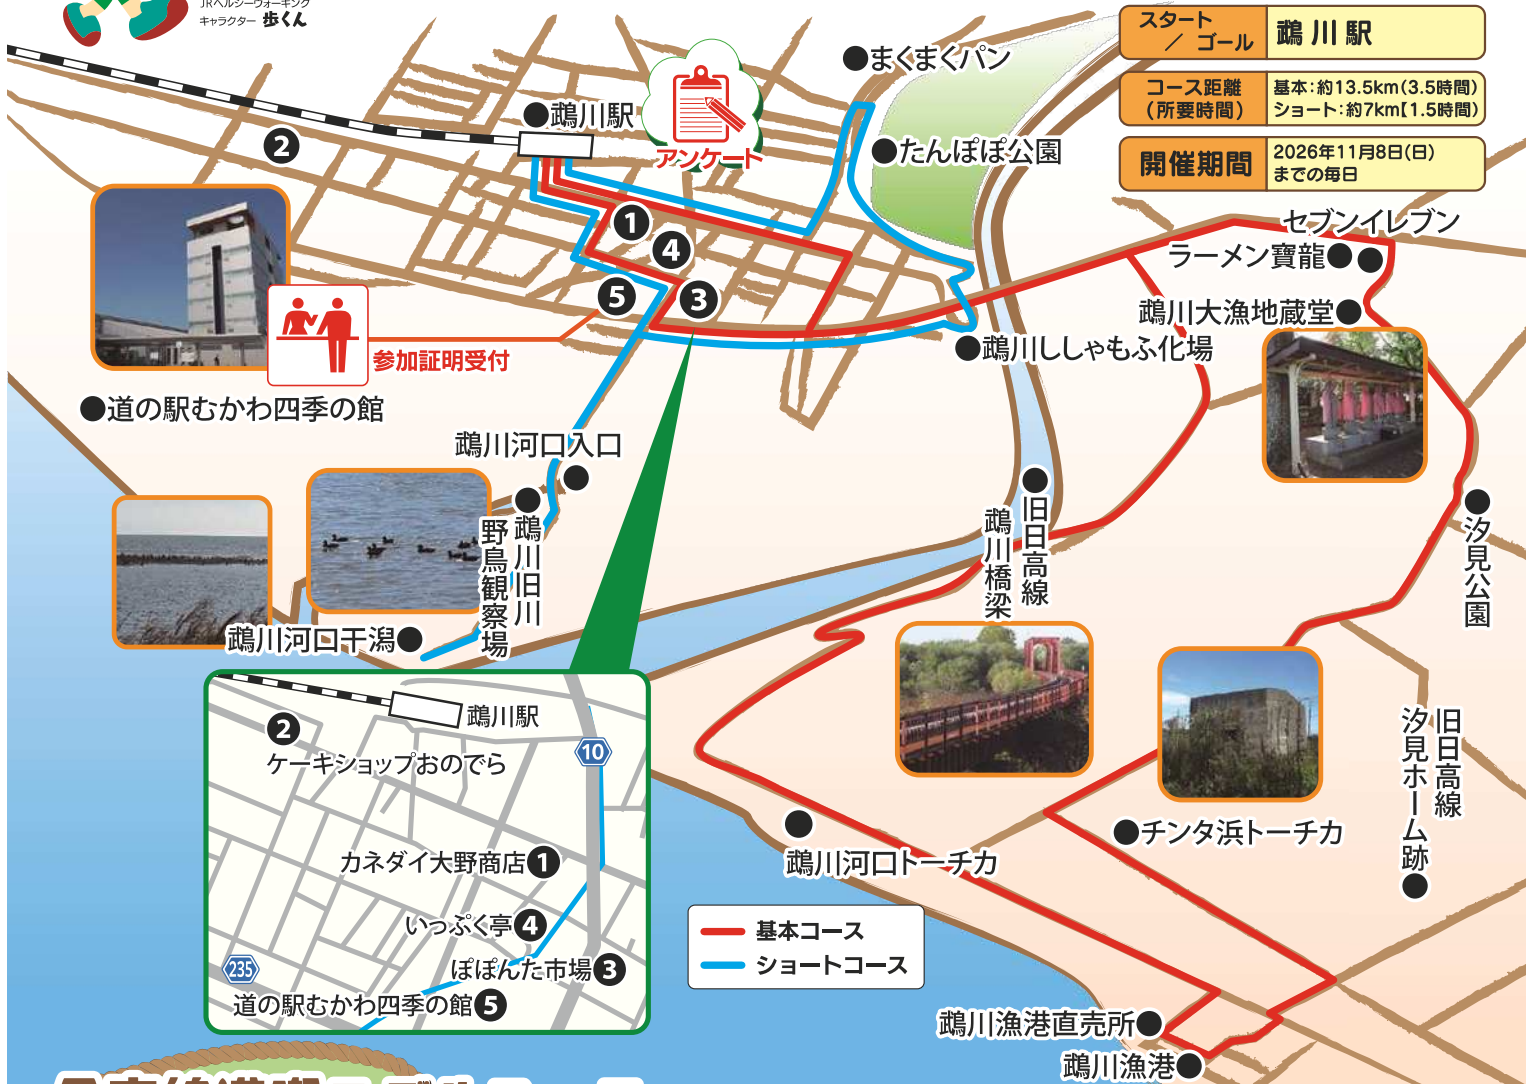 JRヘルシーウォーキング
キャラクター 歩くん
スタート
／ ゴール
鵡川駅
コース距離
(所要時間)
基本：約13.5km(3.5時間)
ショート：約7km【1.5時間)
開催期間
2026年11月8日(日)
までの毎日
●まくまくパン
●鵡川駅
アンケート
●たんぽぽ公園
❷
❶
❹
❺
❸
セブンイレブン
ラーメン寶龍●
鵡川大漁地蔵堂●
●鵡川ししゃもふ化場
参加証明受付
●道の駅むかわ四季の館
鵡川河口入口
鵡川旧川
野鳥観察場
鵡川河口干潟●
旧日高線
鵡川橋梁
汐見公園
旧日高線
汐見ホーム跡
●チンタ浜トーチカ
鵡川河口トーチカ
鵡川駅
❷
ケーキショップおのでら
10
カネダイ大野商店❶
いっぷく亭❹
ぽぽんた市場❸
235
道の駅むかわ四季の館❺
基本コース
ショートコース
鵡川漁港直売所●
鵡川漁港●